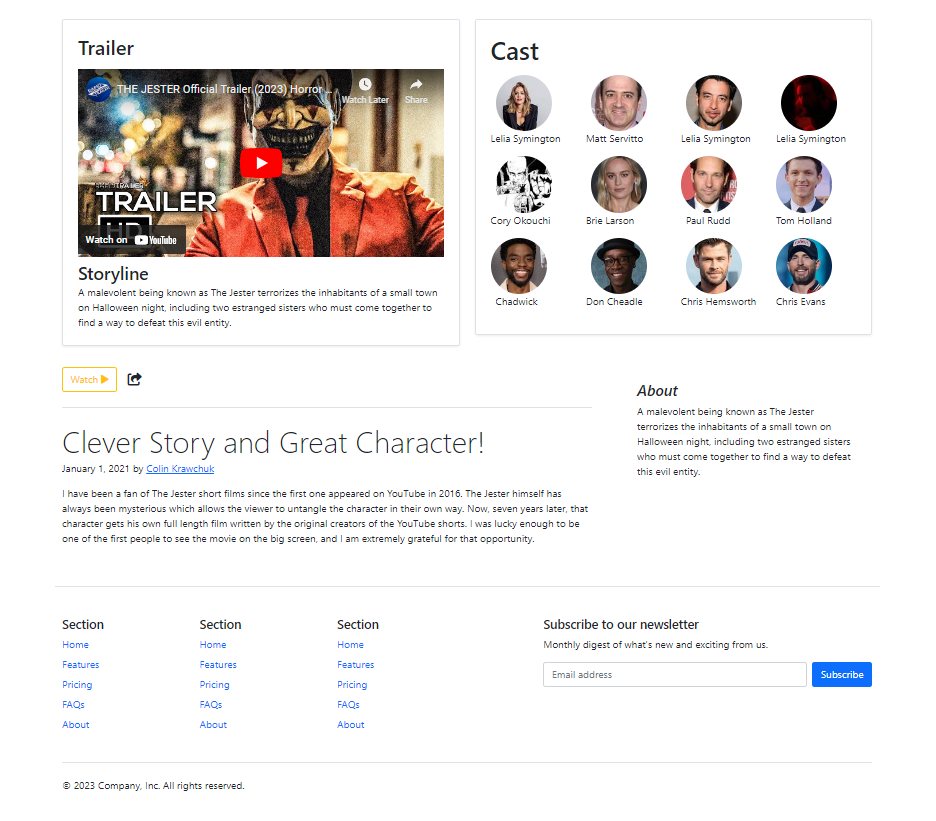 Trailer
THE JESTER Official Trailer (2023) Horror ...
Watch Later
Share
TRAILER
HD
Watch on YouTube
Storyline
A malevolent being known as The Jester terrorizes the inhabitants of a small town
on Halloween night, including two estranged sisters who must come together to
find a way to defeat this evil entity.
Cast
Lelia Symington
Matt Servitto
Lelia Symington
Lelia Symington
Cory Okouchi
Brie Larson
Paul Rudd
Tom Holland
Chadwick
Don Cheadle
Chris Hemsworth
Chris Evans
Watch
Clever Story and Great Character!
January 1, 2021 by Colin Krawchuk
I have been a fan of The Jester short films since the first one appeared on YouTube in 2016. The Jester himself has
always been mysterious which allows the viewer to untangle the character in their own way. Now, seven years later, that
character gets his own full length film written by the original creators of the YouTube shorts. I was lucky enough to be
one of the first people to see the movie on the big screen, and I am extremely grateful for that opportunity.
About
A malevolent being known as The Jester
terrorizes the inhabitants of a small town on
Halloween night, including two estranged sisters
who must come together to find a way to defeat
this evil entity.
Section
Home
Features
Pricing
FAQs
About
Section
Home
Features
Pricing
FAQs
About
Section
Home
Features
Pricing
FAQs
About
Subscribe to our newsletter
Monthly digest of what's new and exciting from us.
Email address
Subscribe
© 2023 Company, Inc. All rights reserved.